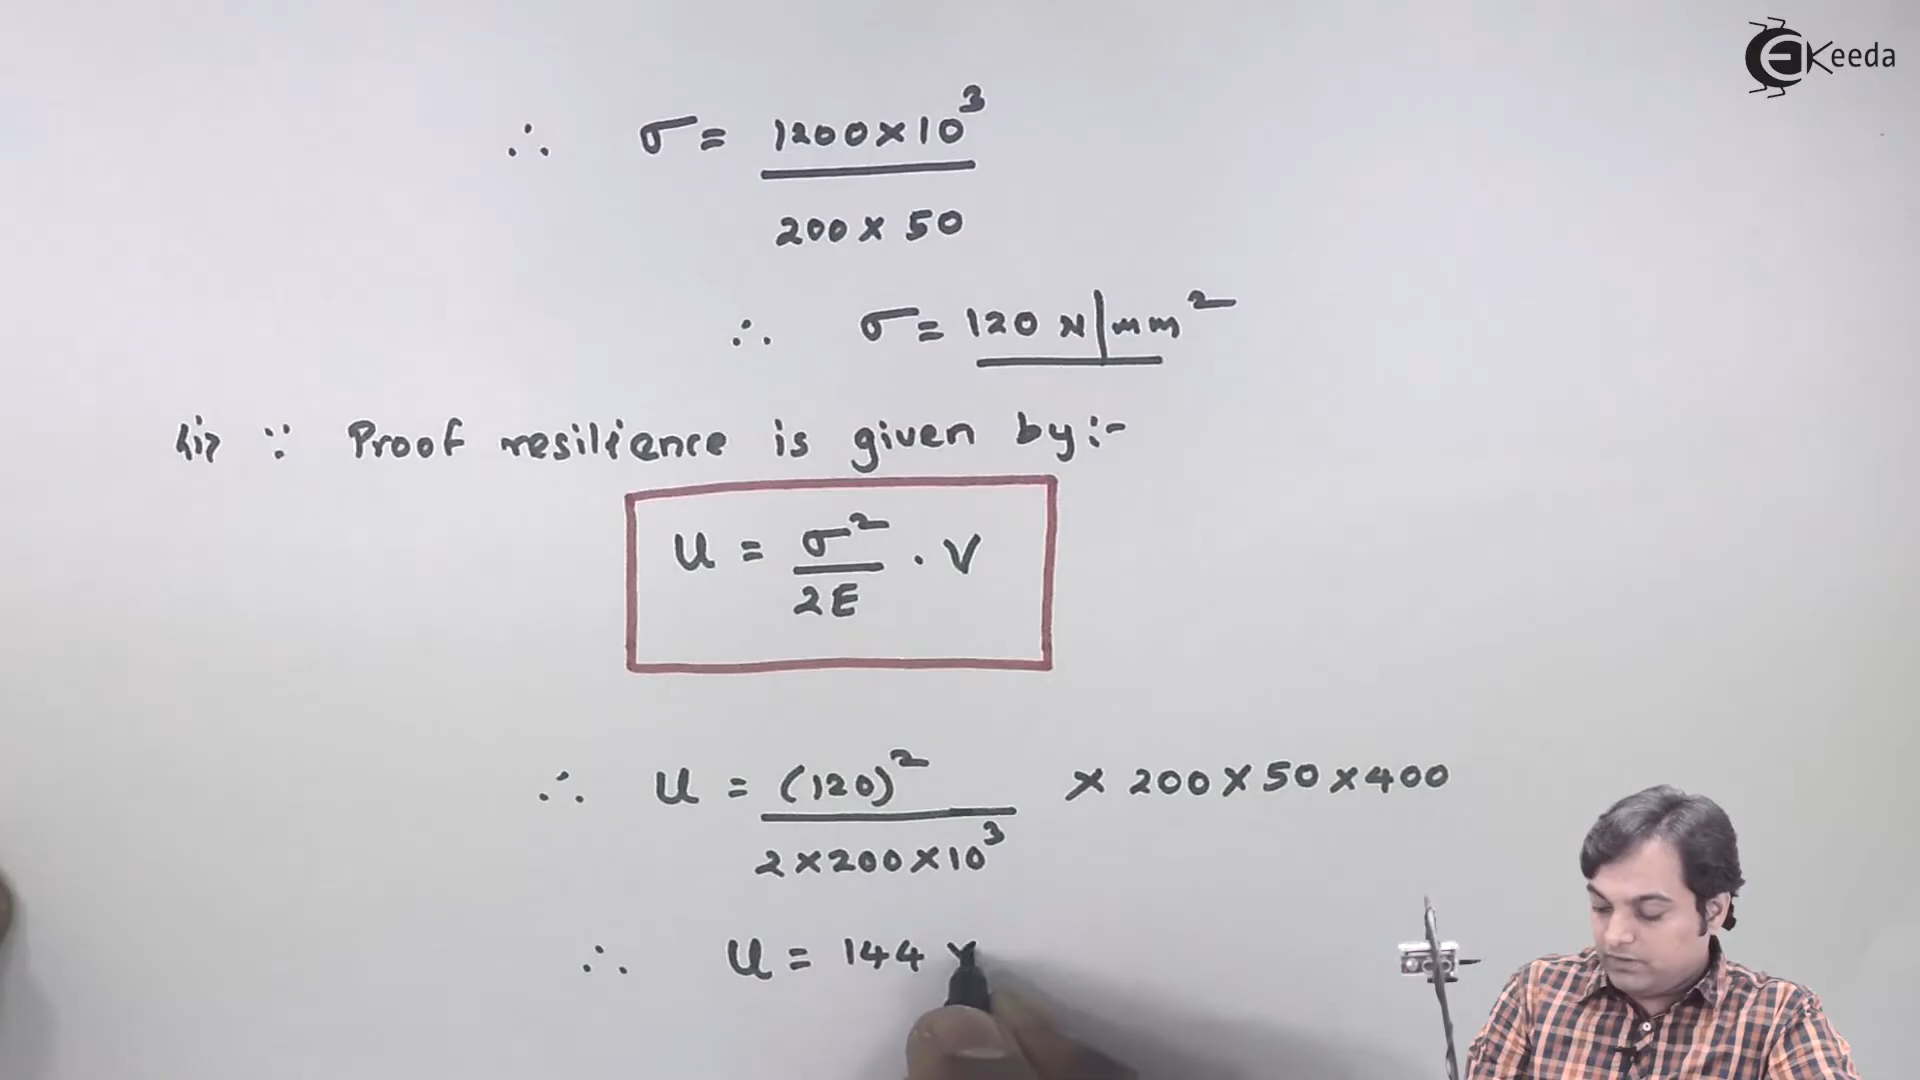 EKeeda
∴ σ = 1200×10³
200 × 50
∴ σ = 120 N|mm²
ii> ∵ Proof resilience is given by:-
U = σ² . V
2E
∴ U = (120)² × 200 × 50 × 400
2×200×10³
∴ U = 144 ×